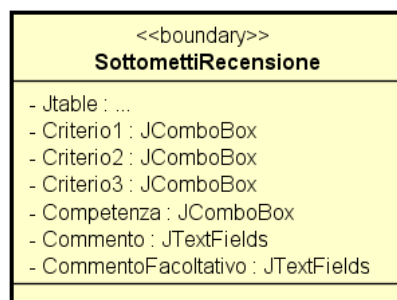 <<boundary>>
SottomettiRecensione
- Jtable : ...
- Criterio1 : JComboBox
- Criterio2 : JComboBox
- Criterio3 : JComboBox
- Competenza : JComboBox
- Commento : JTextFields
- CommentoFacoltativo : JTextFields